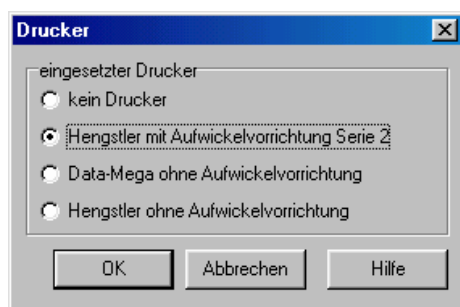 Drucker
eingesetzter Drucker
kein Drucker
Hengstler mit Aufwickelvorrichtung Serie 2
Data-Mega ohne Aufwickelvorrichtung
Hengstler ohne Aufwickelvorrichtung
OK Abbrechen Hilfe